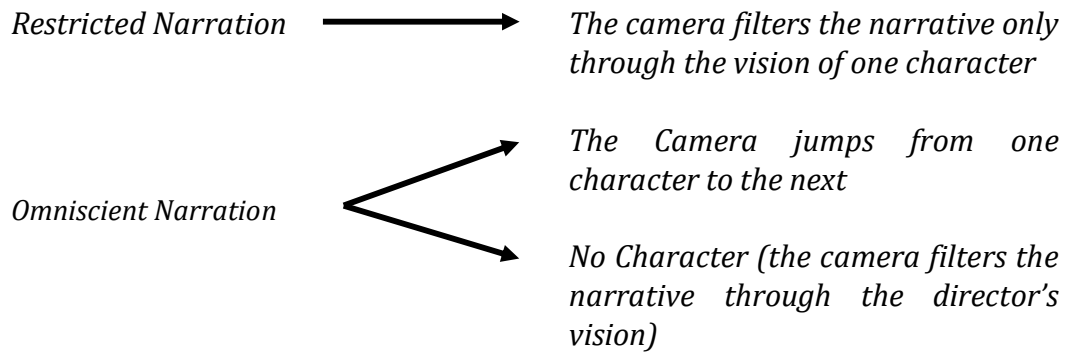 Restricted Narration
The camera filters the narrative only
through the vision of one character
The Camera jumps from one
character to the next
Omniscient Narration
No Character (the camera filters the
narrative through the director’s
vision)